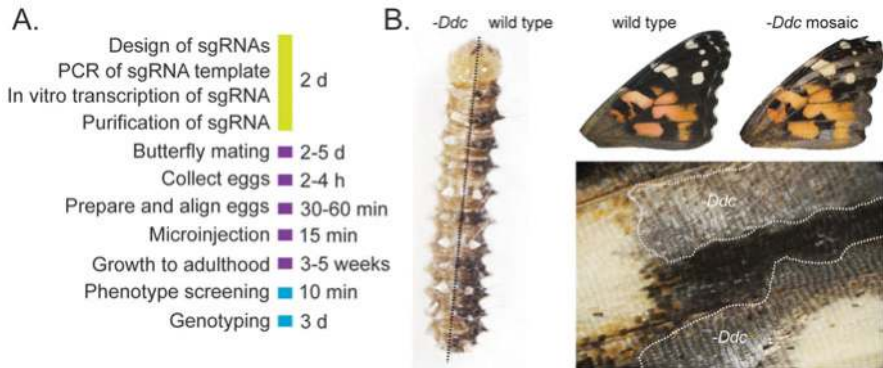 A.
Design of sgRNAs
PCR of sgRNA template
In vitro transcription of sgRNA
Purification of sgRNA
2 d
Butterfly mating 2-5 d
Collect eggs 2-4 h
Prepare and align eggs 30-60 min
Microinjection 15 min
Growth to adulthood 3-5 weeks
Phenotype screening 10 min
Genotyping 3 d
B.
-Ddc wild type
wild type -Ddc mosaic
-Ddc
-Ddc